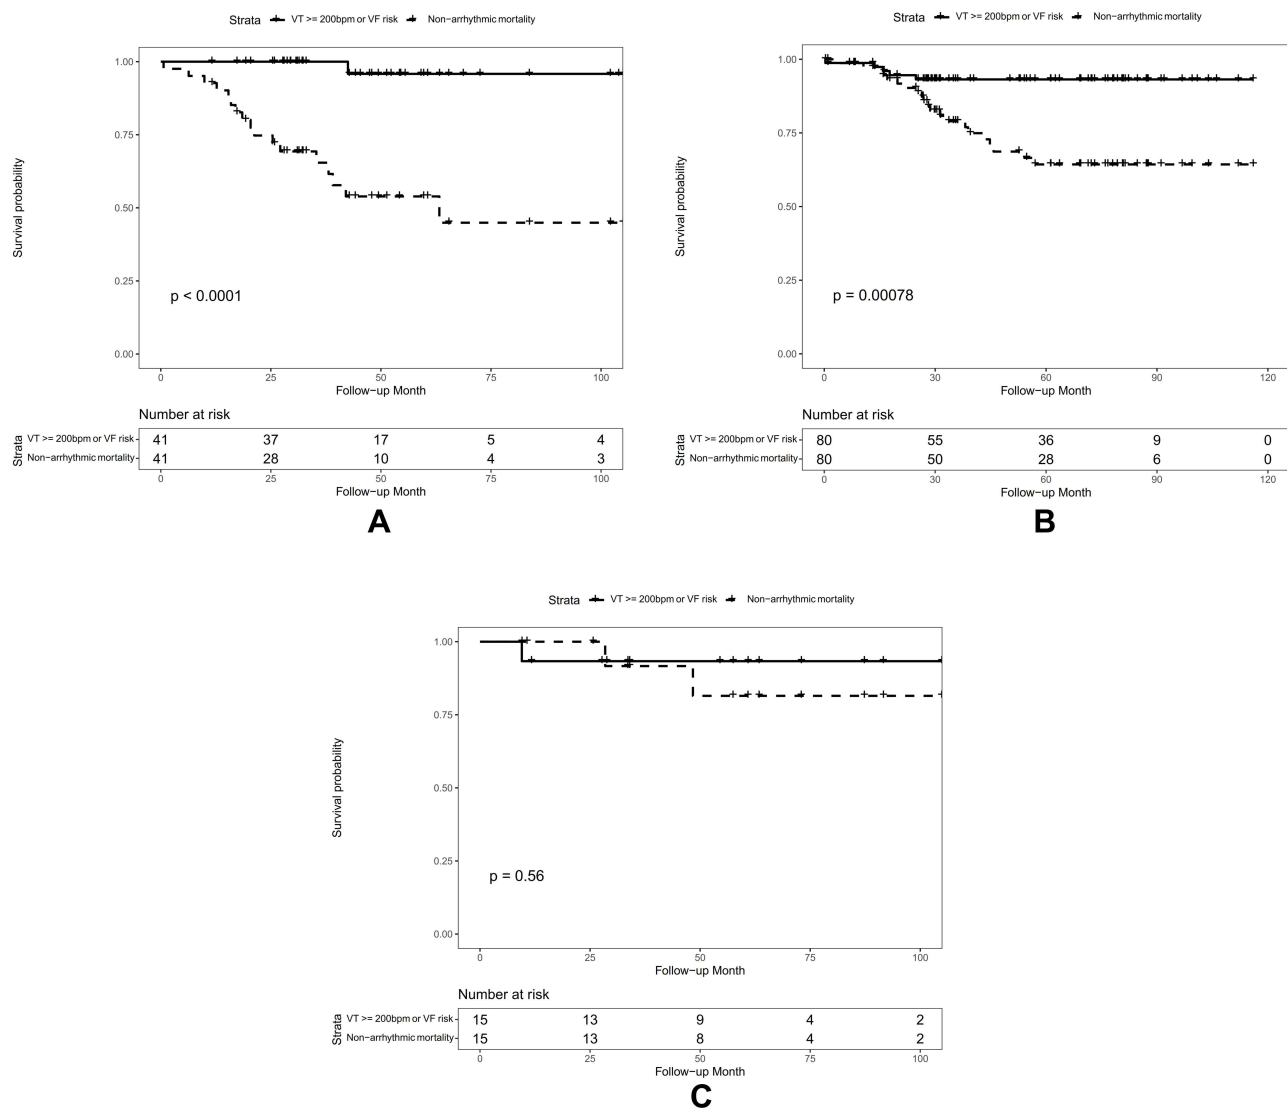 Strata VT >= 200bpm or VF risk Non−arrhythmic mortality
1.00
0.75
0.50
0.25
0.00
Survival probability
p < 0.0001
0 25 50 75 100
Follow−up Month
Number at risk
Strata
VT >= 200bpm or VF risk 41 37 17 5 4
Non−arrhythmic mortality 41 28 10 4 3
0 25 50 75 100
Follow−up Month
A
Strata VT >= 200bpm or VF risk Non−arrhythmic mortality
1.00
0.75
0.50
0.25
0.00
Survival probability
p = 0.00078
0 30 60 90 120
Follow−up Month
Number at risk
Strata
VT >= 200bpm or VF risk 80 55 36 9 0
Non−arrhythmic mortality 80 50 28 6 0
0 30 60 90 120
Follow−up Month
B
Strata VT >= 200bpm or VF risk Non−arrhythmic mortality
1.00
0.75
0.50
0.25
0.00
Survival probability
p = 0.56
0 25 50 75 100
Follow−up Month
Number at risk
Strata
VT >= 200bpm or VF risk 15 13 9 4 2
Non−arrhythmic mortality 15 13 8 4 2
0 25 50 75 100
Follow−up Month
C